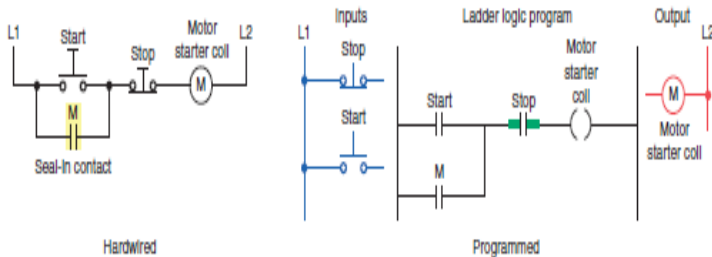 L1
Start
Stop
Motor
starter coil
L2
M
M
Seal-In contact
Hardwired
Inputs
L1
Stop
Start
Ladder logic program
Start
Stop
Motor
starter
coil
M
Programmed
Output
L2
M
Motor
starter coil